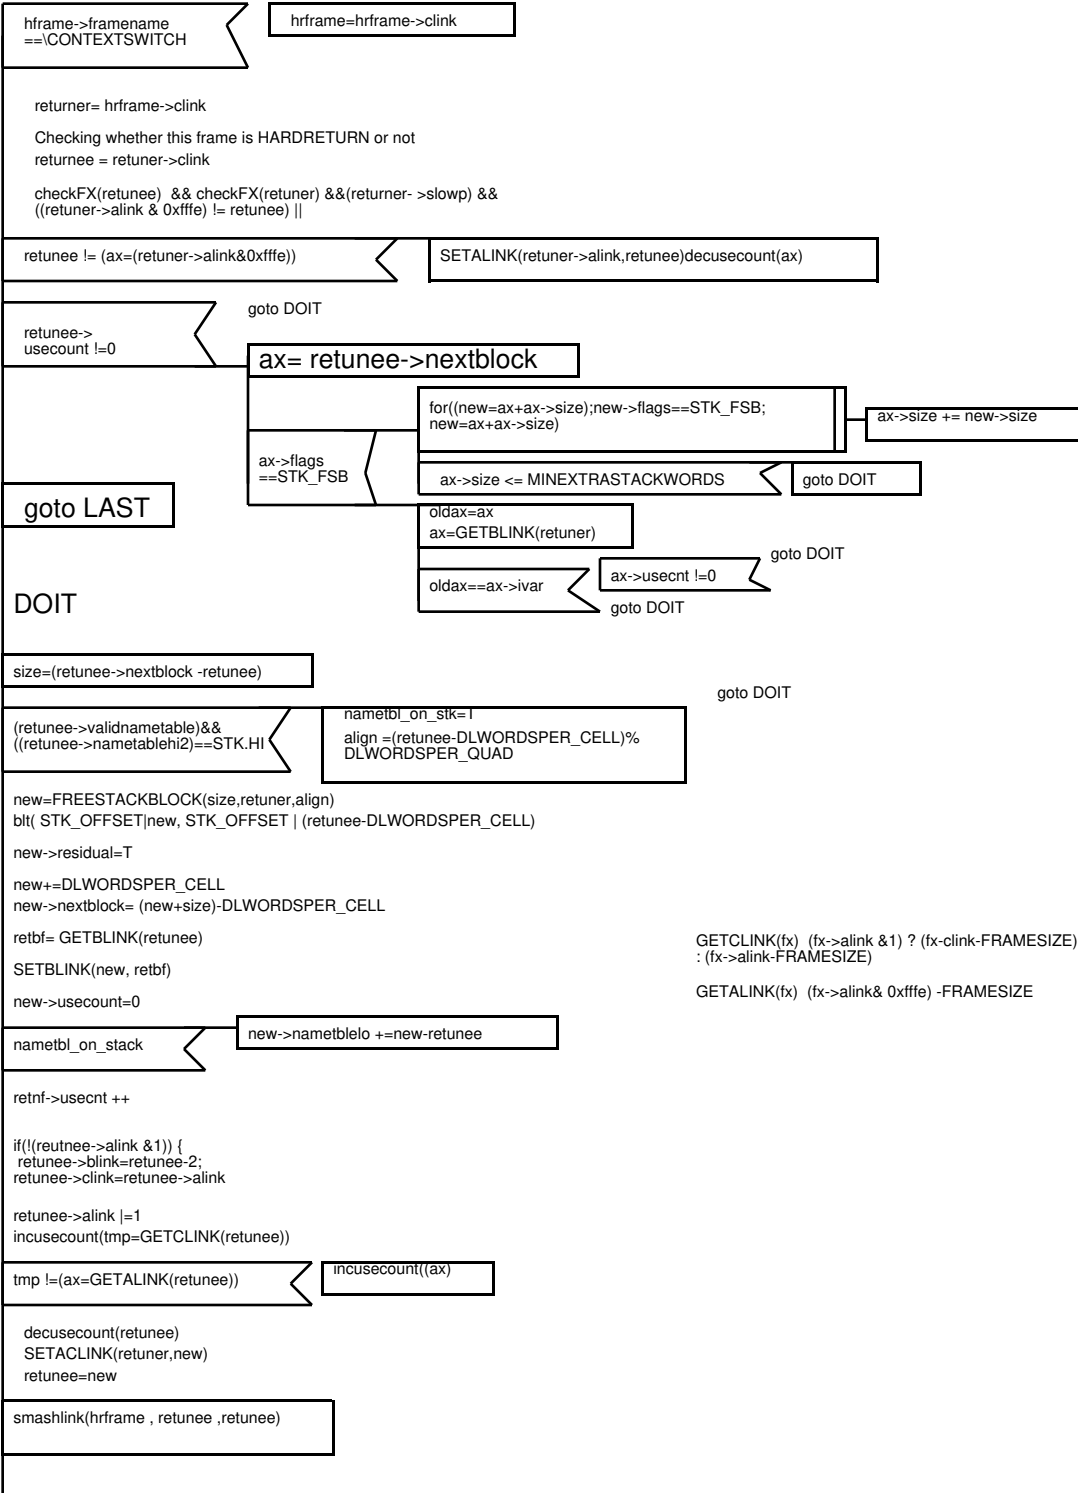 hframe->framename
==\CONTEXTSWITCH
hrframe=hrframe->clink
returner= hrframe->clink
Checking whether this frame is HARDRETURN or not
returnee = retuner->clink
checkFX(retunee)  && checkFX(retuner) &&(returner- >slowp) &&
((retuner->alink & 0xfffe) != retunee) ||
retunee != (ax=(retuner->alink&0xfffe))
SETALINK(retuner->alink,retunee)decusecount(ax)
goto DOIT
retunee->
usecount !=0
ax= retunee->nextblock
for((new=ax+ax->size);new->flags==STK_FSB;
new=ax+ax->size)
ax->size += new->size
ax->flags
==STK_FSB
ax->size <= MINEXTRASTACKWORDS
goto DOIT
goto LAST
oldax=ax
ax=GETBLINK(retuner)
goto DOIT
oldax==ax->ivar
ax->usecnt !=0
goto DOIT
DOIT
size=(retunee->nextblock -retunee)
goto DOIT
(retunee->validnametable)&&
((retunee->nametablehi2)==STK.HI
nametbl_on_stk=T
align =(retunee-DLWORDSPER_CELL)%
DLWORDSPER_QUAD
new=FREESTACKBLOCK(size,retuner,align)
blt( STK_OFFSET|new, STK_OFFSET | (retunee-DLWORDSPER_CELL)
new->residual=T
new+=DLWORDSPER_CELL
new->nextblock= (new+size)-DLWORDSPER_CELL
retbf= GETBLINK(retunee)
GETCLINK(fx)  (fx->alink &1) ? (fx-clink-FRAMESIZE)
: (fx->alink-FRAMESIZE)
SETBLINK(new, retbf)
GETALINK(fx)  (fx->alink& 0xfffe) -FRAMESIZE
new->usecount=0
nametbl_on_stack
new->nametblelo +=new-retunee
retnf->usecnt ++
if(!(reutnee->alink &1)) {
retunee->blink=retunee-2;
retunee->clink=retunee->alink
retunee->alink |=1
incusecount(tmp=GETCLINK(retunee))
tmp !=(ax=GETALINK(retunee))
incusecount((ax)
decusecount(retunee)
SETACLINK(retuner,new)
retunee=new
smashlink(hrframe , retunee ,retunee)